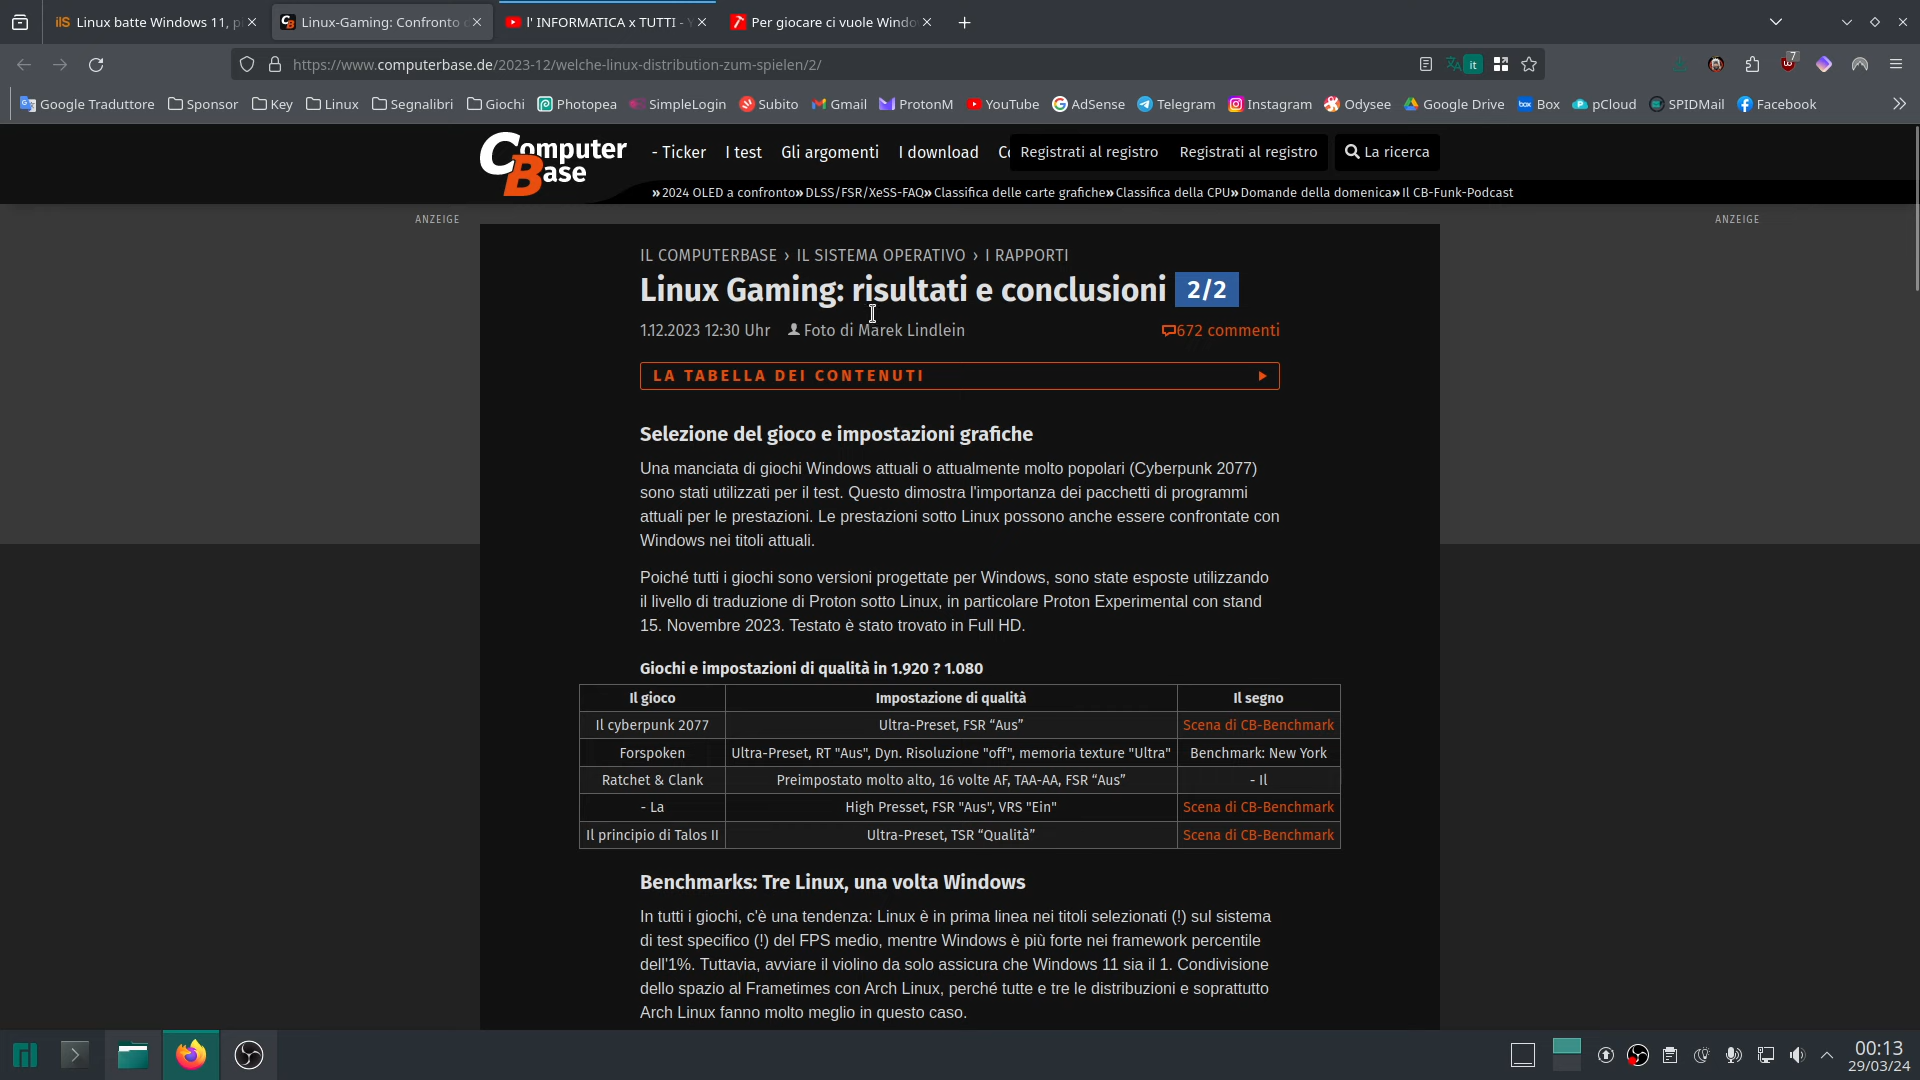 Linux batte Windows 11, p
Linux-Gaming: Confronto
l' INFORMATICA x TUTTI - Y
Per giocare ci vuole Windo
https://www.computerbase.de/2023-12/welche-linux-distribution-zum-spielen/2/
it
7
Google Traduttore Sponsor Key Linux Segnalibri Giochi Photopea SimpleLogin Subito Gmail ProtonM YouTube AdSense Telegram Instagram Odysee Google Drive Box pCloud SPIDMail Facebook
Computer Base
- Ticker I test Gli argomenti I download Registrati al registro Registrati al registro La ricerca
» 2024 OLED a confronto» DLSS/FSR/XeSS-FAQ» Classifica delle carte grafiche» Classifica della CPU» Domande della domenica» Il CB-Funk-Podcast
ANZEIGE ANZEIGE
IL COMPUTERBASE › IL SISTEMA OPERATIVO › I RAPPORTI
Linux Gaming: risultati e conclusioni 2/2
1.12.2023 12:30 Uhr Foto di Marek Lindlein 672 commenti
LA TABELLA DEI CONTENUTI
Selezione del gioco e impostazioni grafiche
Una manciata di giochi Windows attuali o attualmente molto popolari (Cyberpunk 2077)
sono stati utilizzati per il test. Questo dimostra l'importanza dei pacchetti di programmi
attuali per le prestazioni. Le prestazioni sotto Linux possono anche essere confrontate con
Windows nei titoli attuali.
Poiché tutti i giochi sono versioni progettate per Windows, sono state esposte utilizzando
il livello di traduzione di Proton sotto Linux, in particolare Proton Experimental con stand
15. Novembre 2023. Testato è stato trovato in Full HD.
Giochi e impostazioni di qualità in 1.920 ? 1.080
Il gioco Impostazione di qualità Il segno
Il cyberpunk 2077 Ultra-Preset, FSR “Aus” Scena di CB-Benchmark
Forspoken Ultra-Preset, RT "Aus", Dyn. Risoluzione "off", memoria texture "Ultra" Benchmark: New York
Ratchet & Clank Preimpostato molto alto, 16 volte AF, TAA-AA, FSR “Aus” - Il
- La High Presset, FSR "Aus", VRS "Ein" Scena di CB-Benchmark
Il principio di Talos II Ultra-Preset, TSR “Qualità” Scena di CB-Benchmark
Benchmarks: Tre Linux, una volta Windows
In tutti i giochi, c'è una tendenza: Linux è in prima linea nei titoli selezionati (!) sul sistema
di test specifico (!) del FPS medio, mentre Windows è più forte nei framework percentile
dell'1%. Tuttavia, avviare il violino da solo assicura che Windows 11 sia il 1. Condivisione
dello spazio al Frametimes con Arch Linux, perché tutte e tre le distribuzioni e soprattutto
Arch Linux fanno molto meglio in questo caso.
00:13
29/03/24